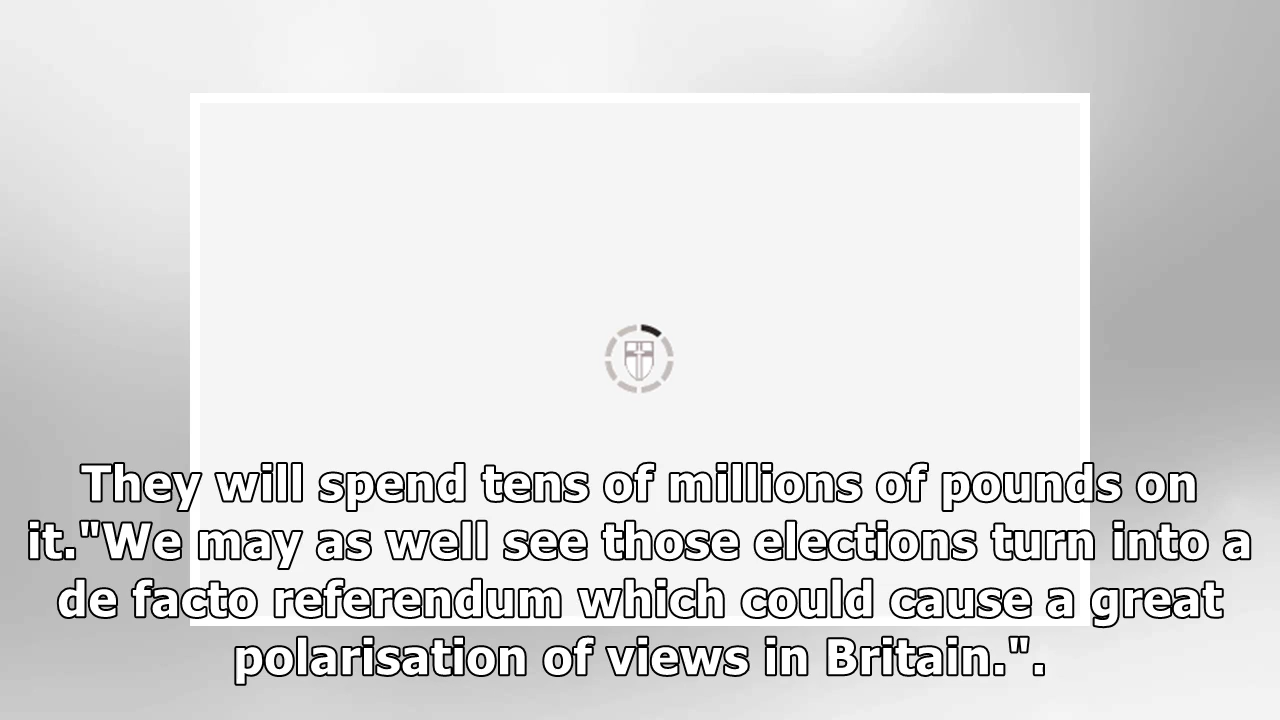 They will spend tens of millions of pounds on
it."We may as well see those elections turn into a
de facto referendum which could cause a great
polarisation of views in Britain.".